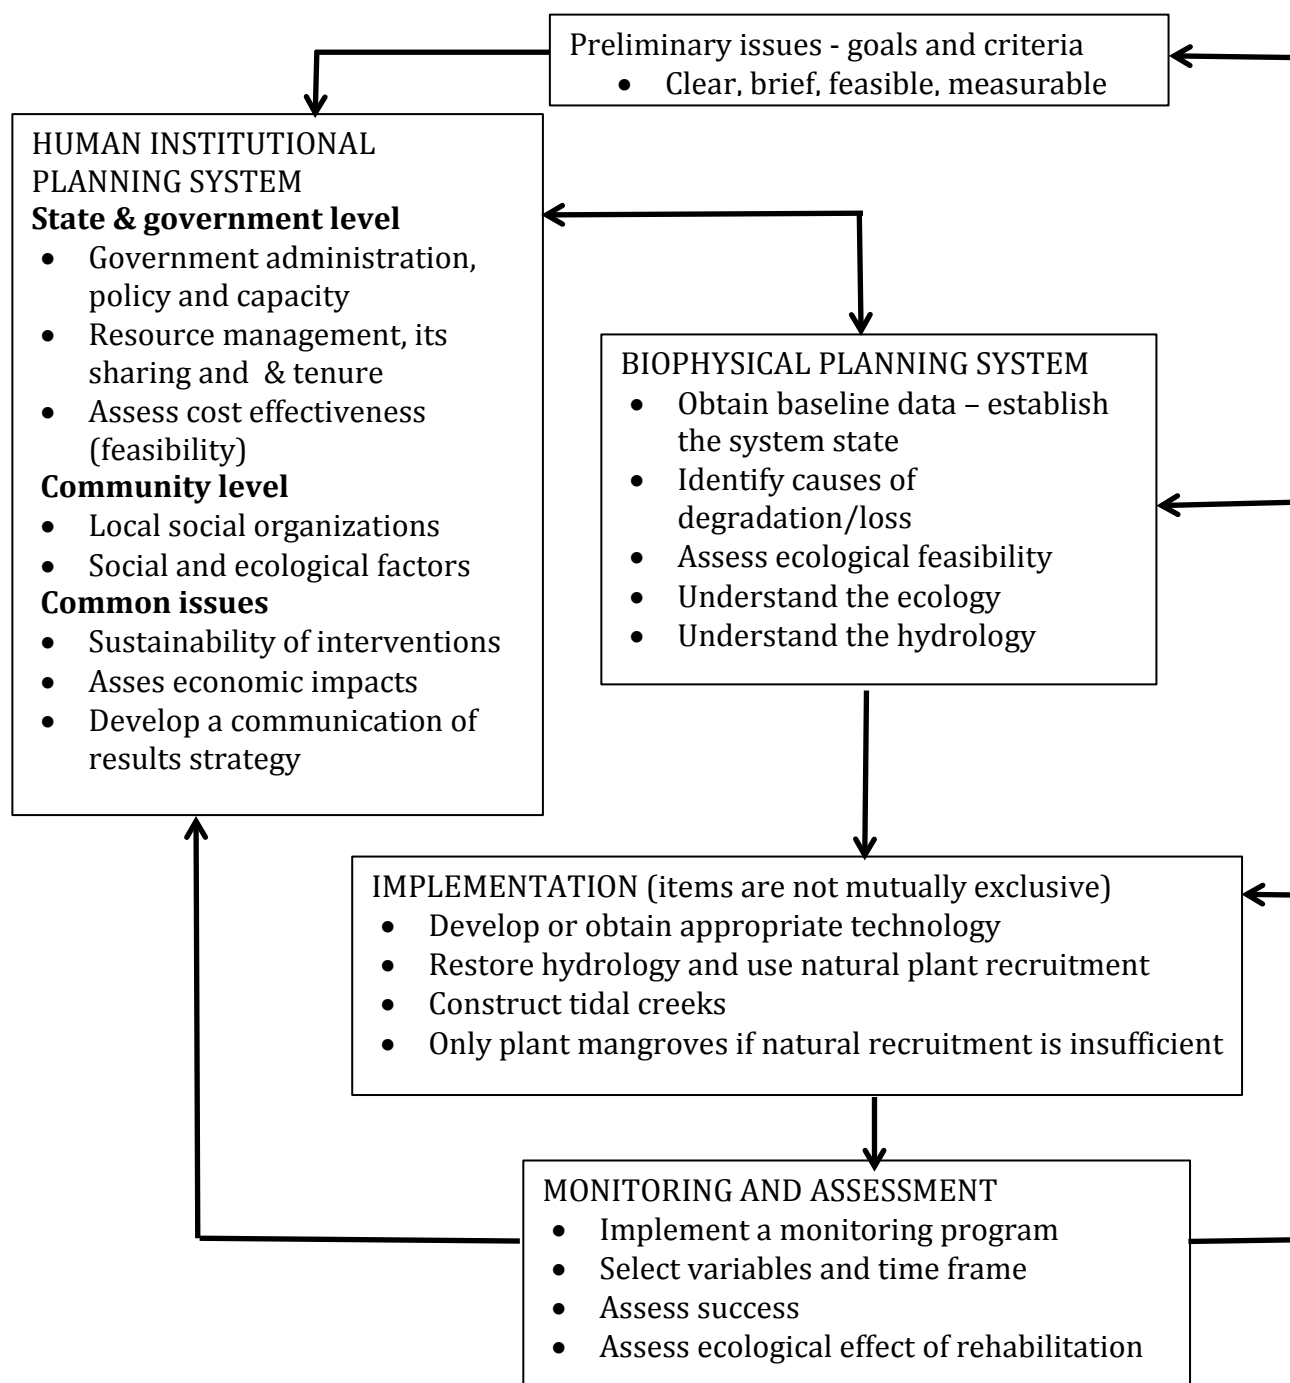 Preliminary issues - goals and criteria
• Clear, brief, feasible, measurable
HUMAN INSTITUTIONAL
PLANNING SYSTEM
State & government level
• Government administration,
policy and capacity
• Resource management, its
sharing and & tenure
• Assess cost effectiveness
(feasibility)
Community level
• Local social organizations
• Social and ecological factors
Common issues
• Sustainability of interventions
• Asses economic impacts
• Develop a communication of
results strategy
BIOPHYSICAL PLANNING SYSTEM
• Obtain baseline data – establish
the system state
• Identify causes of
degradation/loss
• Assess ecological feasibility
• Understand the ecology
• Understand the hydrology
IMPLEMENTATION (items are not mutually exclusive)
• Develop or obtain appropriate technology
• Restore hydrology and use natural plant recruitment
• Construct tidal creeks
• Only plant mangroves if natural recruitment is insufficient
MONITORING AND ASSESSMENT
• Implement a monitoring program
• Select variables and time frame
• Assess success
• Assess ecological effect of rehabilitation